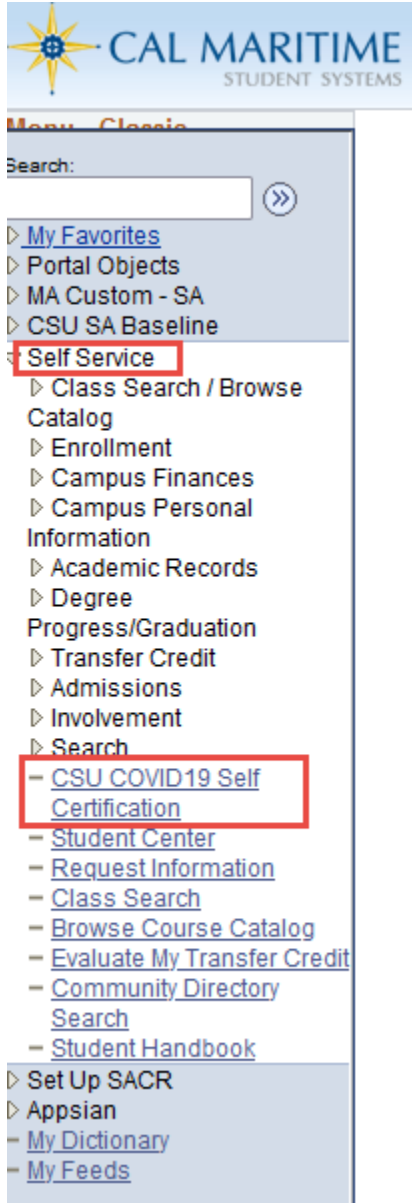 CAL MARITIME
STUDENT SYSTEMS
Menu - Classic
Search:
My Favorites
Portal Objects
MA Custom - SA
CSU SA Baseline
Self Service
Class Search / Browse
Catalog
Enrollment
Campus Finances
Campus Personal
Information
Academic Records
Degree
Progress/Graduation
Transfer Credit
Admissions
Involvement
Search
CSU COVID19 Self
Certification
Student Center
Request Information
Class Search
Browse Course Catalog
Evaluate My Transfer Credit
Community Directory
Search
Student Handbook
Set Up SACR
Appsian
My Dictionary
My Feeds